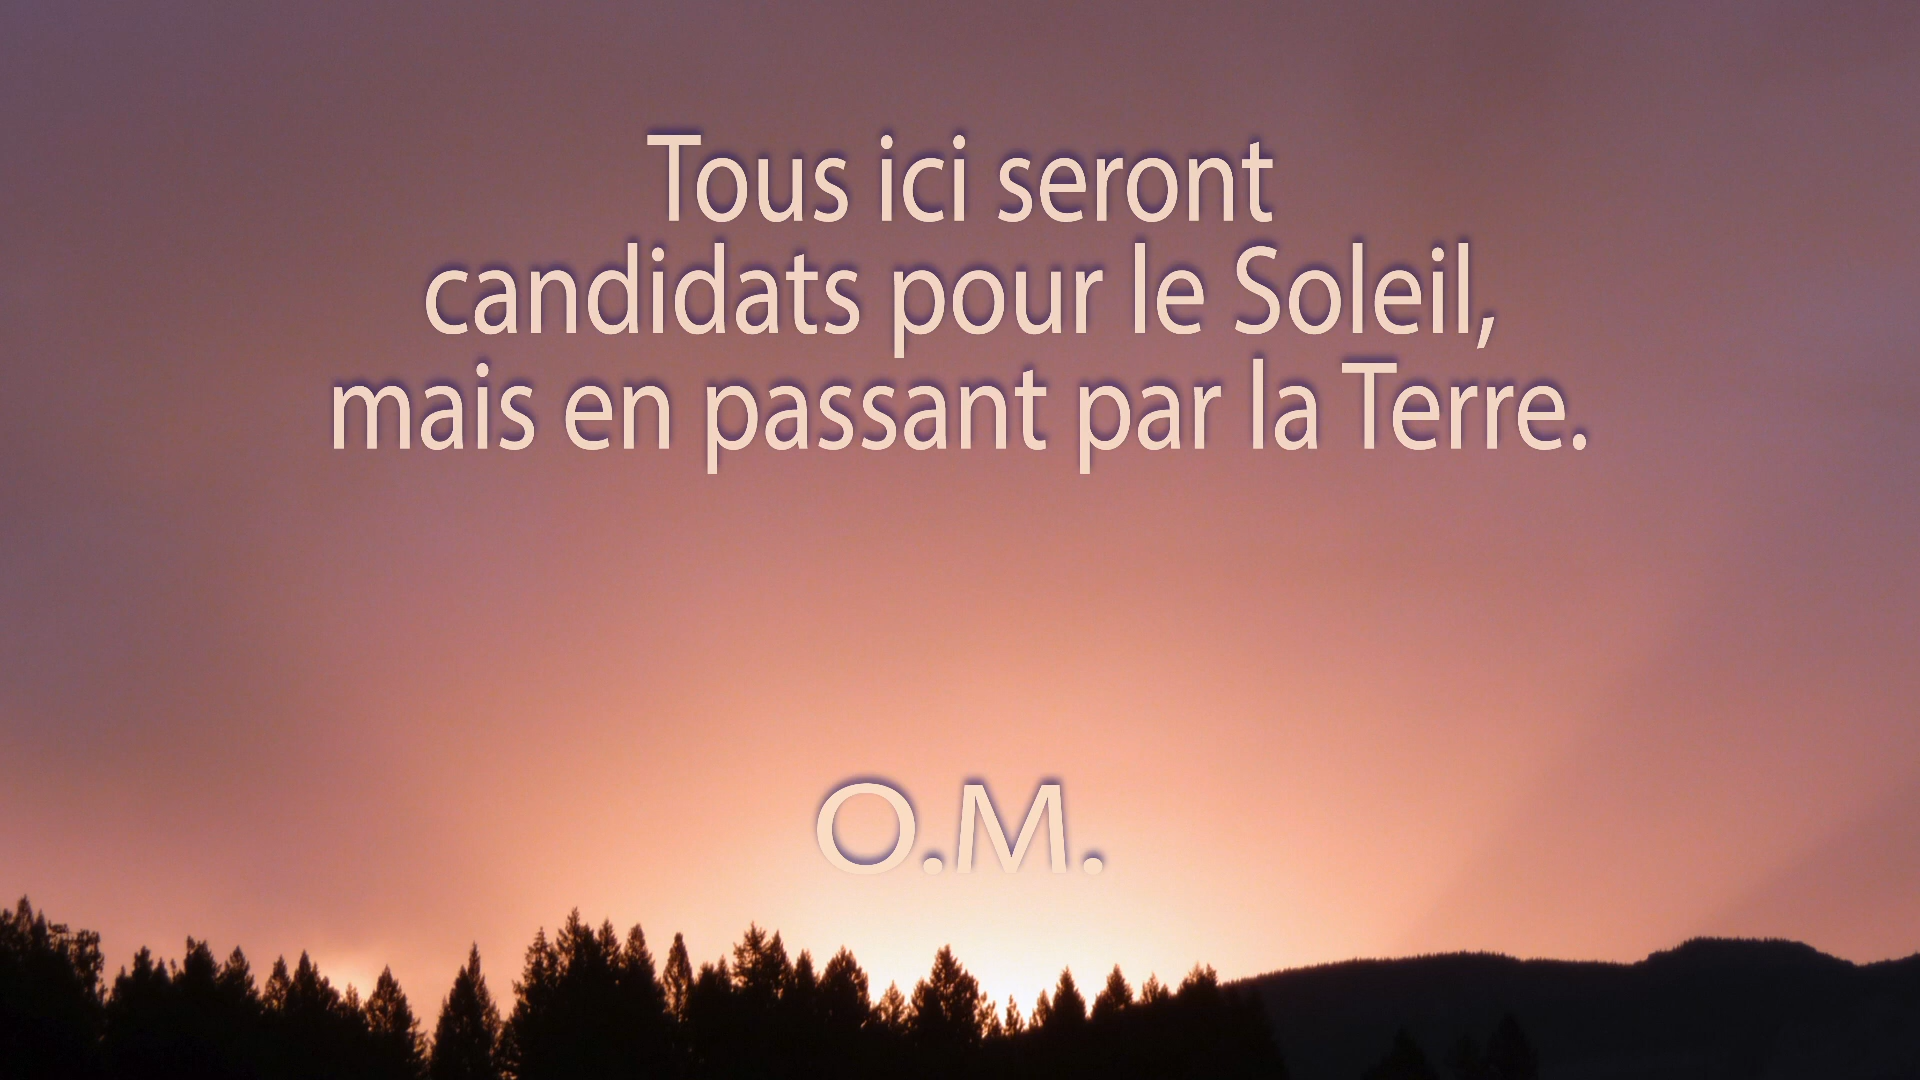 Tous ici seront
candidats pour le Soleil,
mais en passant par la Terre.
O.M.